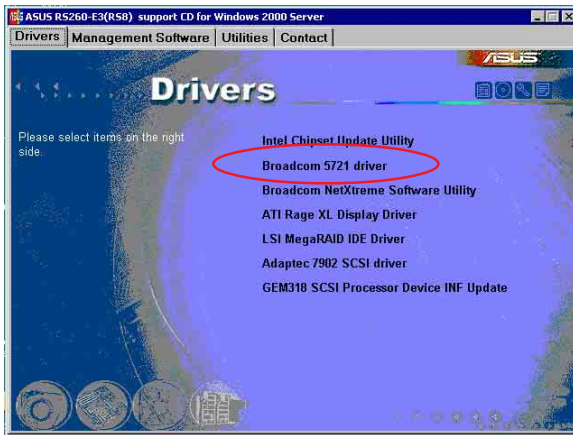 ASUS RS260-E3(RS8) support CD for Windows 2000 Server
Drivers Management Software Utilities Contact
ASUS
Drivers
Please select items on the right
side.
Intel Chipset Update Utility
Broadcom 5721 driver
Broadcom NetXtreme Software Utility
ATI Rage XL Display Driver
LSI MegaRAID IDE Driver
Adaptec 7902 SCSI driver
GEM318 SCSI Processor Device INF Update